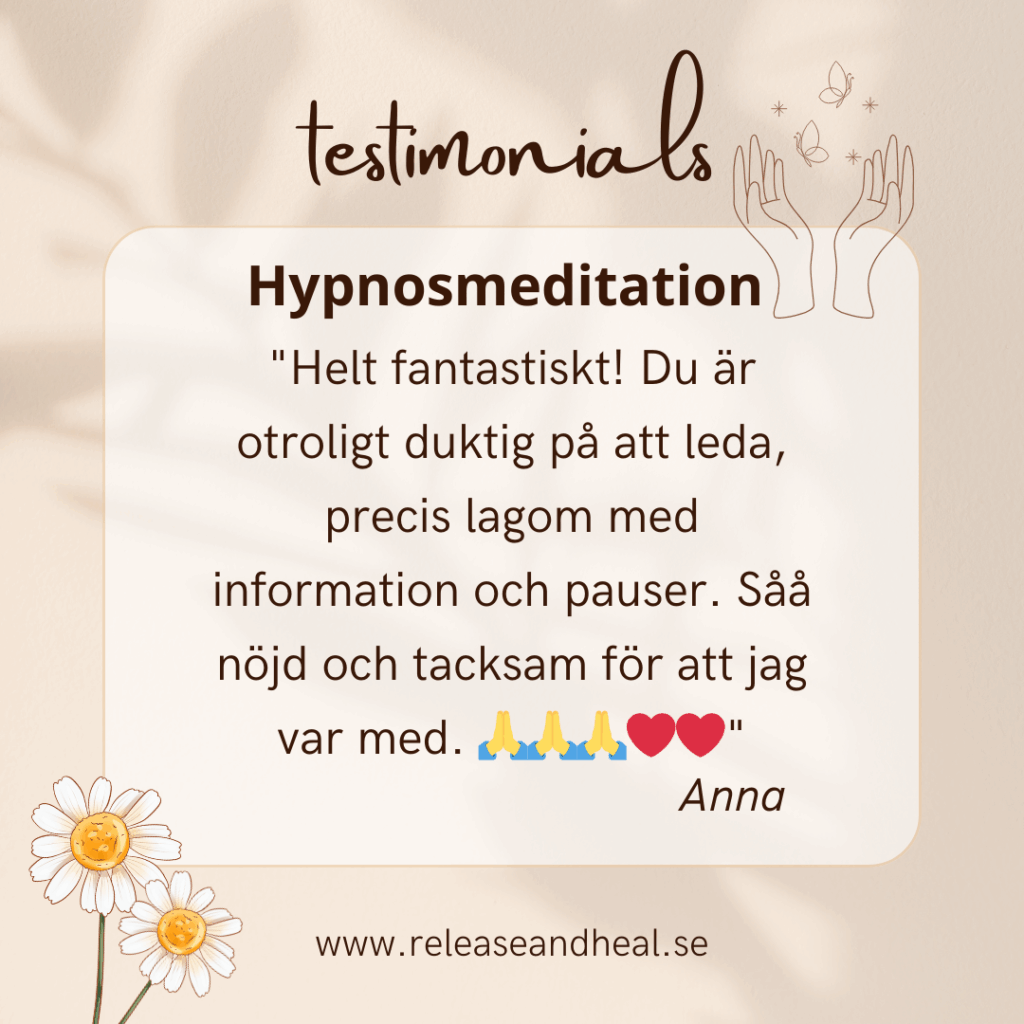 testimonials
Hypnosmeditation
"Helt fantastiskt! Du är
otroligt duktig på att leda,
precis lagom med
information och pauser. Såå
nöjd och tacksam för att jag
var med. 🙏🙏🙏❤️❤️"
Anna
www.releaseandheal.se